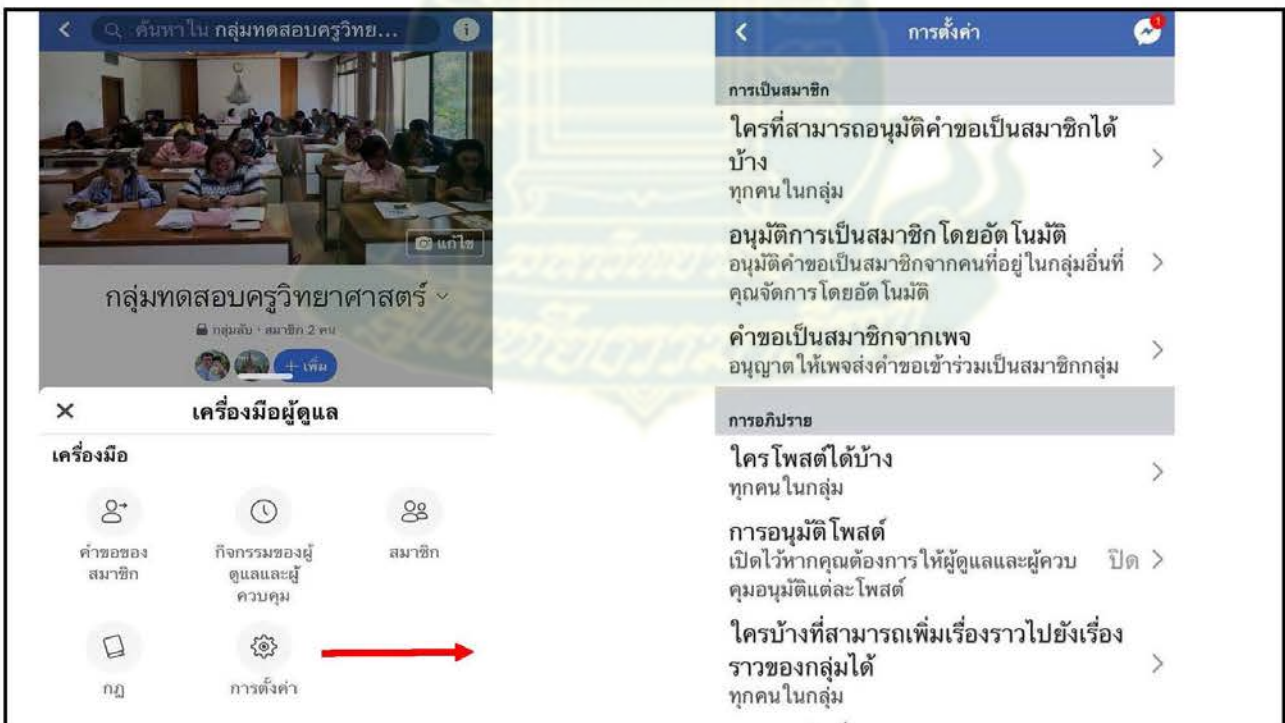 ค้นหาใน กลุ่มทดสอบครูวิทย...
แก้ไข
กลุ่มทดสอบครูวิทยาศาสตร์
กลุ่มลับ · สมาชิก 2 คน
+ เพิ่ม
เครื่องมือผู้ดูแล
เครื่องมือ
คำขอของ
สมาชิก
กิจกรรมของผู้
ดูแลและผู้
ควบคุม
สมาชิก
กฎ
การตั้งค่า
การตั้งค่า
1
การเป็นสมาชิก
ใครที่สามารถอนุมัติคำขอเป็นสมาชิกได้
บ้าง
ทุกคนในกลุ่ม
อนุมัติการเป็นสมาชิกโดยอัตโนมัติ
อนุมัติคำขอเป็นสมาชิกจากคนที่อยู่ในกลุ่มอื่นที่
คุณจัดการโดยอัตโนมัติ
คำขอเป็นสมาชิกจากเพจ
อนุญาตให้เพจส่งคำขอเข้าร่วมเป็นสมาชิกกลุ่ม
การอภิปราย
ใครโพสต์ได้บ้าง
ทุกคนในกลุ่ม
การอนุมัติโพสต์
เปิดไว้หากคุณต้องการให้ผู้ดูแลและผู้ควบ ปิด
คุมอนุมัติแต่ละโพสต์
ใครบ้างที่สามารถเพิ่มเรื่องราวไปยังเรื่อง
ราวของกลุ่มได้
ทุกคนในกลุ่ม